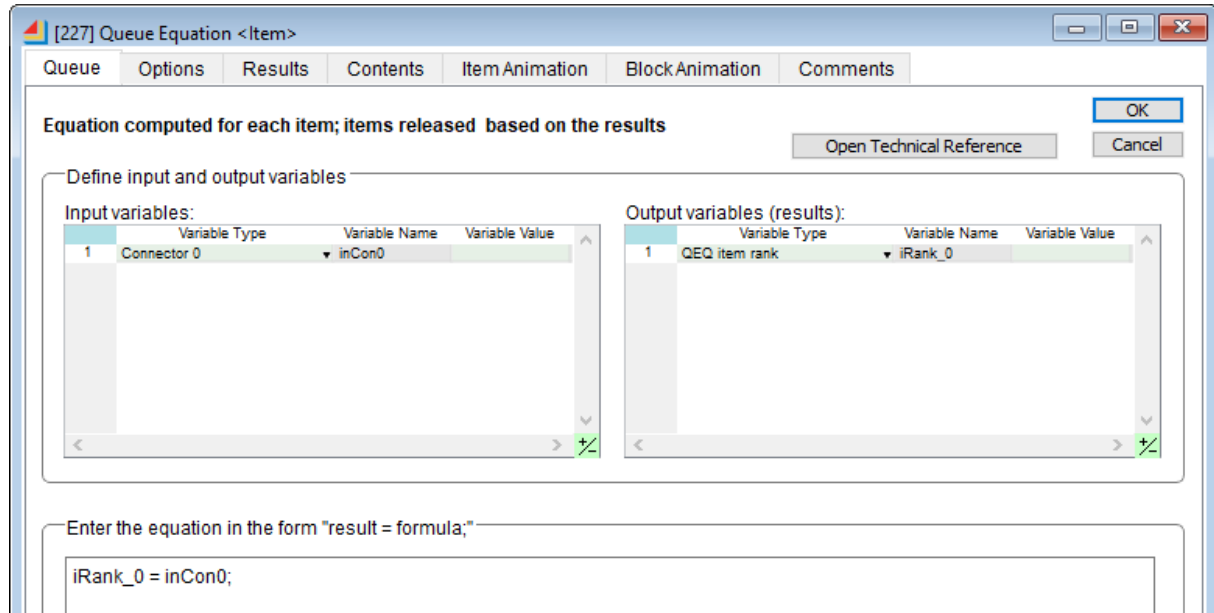 [227] Queue Equation <Item>
Queue Options Results Contents Item Animation Block Animation Comments
OK
Equation computed for each item; items released based on the results
Open Technical Reference Cancel
Define input and output variables
Input variables: Output variables (results):
Variable Type Variable Name Variable Value Variable Type Variable Name Variable Value
1 Connector 0 inCon0 1 QEQ item rank iRank_0
Enter the equation in the form "result = formula;"
iRank_0 = inCon0;